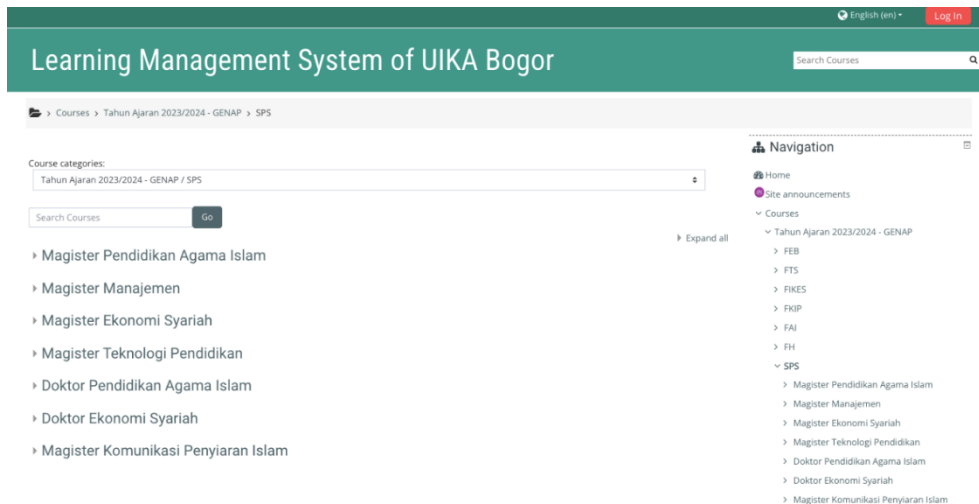 English (en)
Log In
Learning Management System of UIKA Bogor
Search Courses
Courses > Tahun Ajaran 2023/2024 - GENAP > SPS
Course categories:
Tahun Ajaran 2023/2024 - GENAP / SPS
Search Courses
Go
Expand all
Magister Pendidikan Agama Islam
Magister Manajemen
Magister Ekonomi Syariah
Magister Teknologi Pendidikan
Doktor Pendidikan Agama Islam
Doktor Ekonomi Syariah
Magister Komunikasi Penyiaran Islam
Navigation
Home
Site announcements
Courses
Tahun Ajaran 2023/2024 - GENAP
FEB
FTS
FIKES
FKIP
FAI
FH
SPS
Magister Pendidikan Agama Islam
Magister Manajemen
Magister Ekonomi Syariah
Magister Teknologi Pendidikan
Doktor Pendidikan Agama Islam
Doktor Ekonomi Syariah
Magister Komunikasi Penyiaran Islam